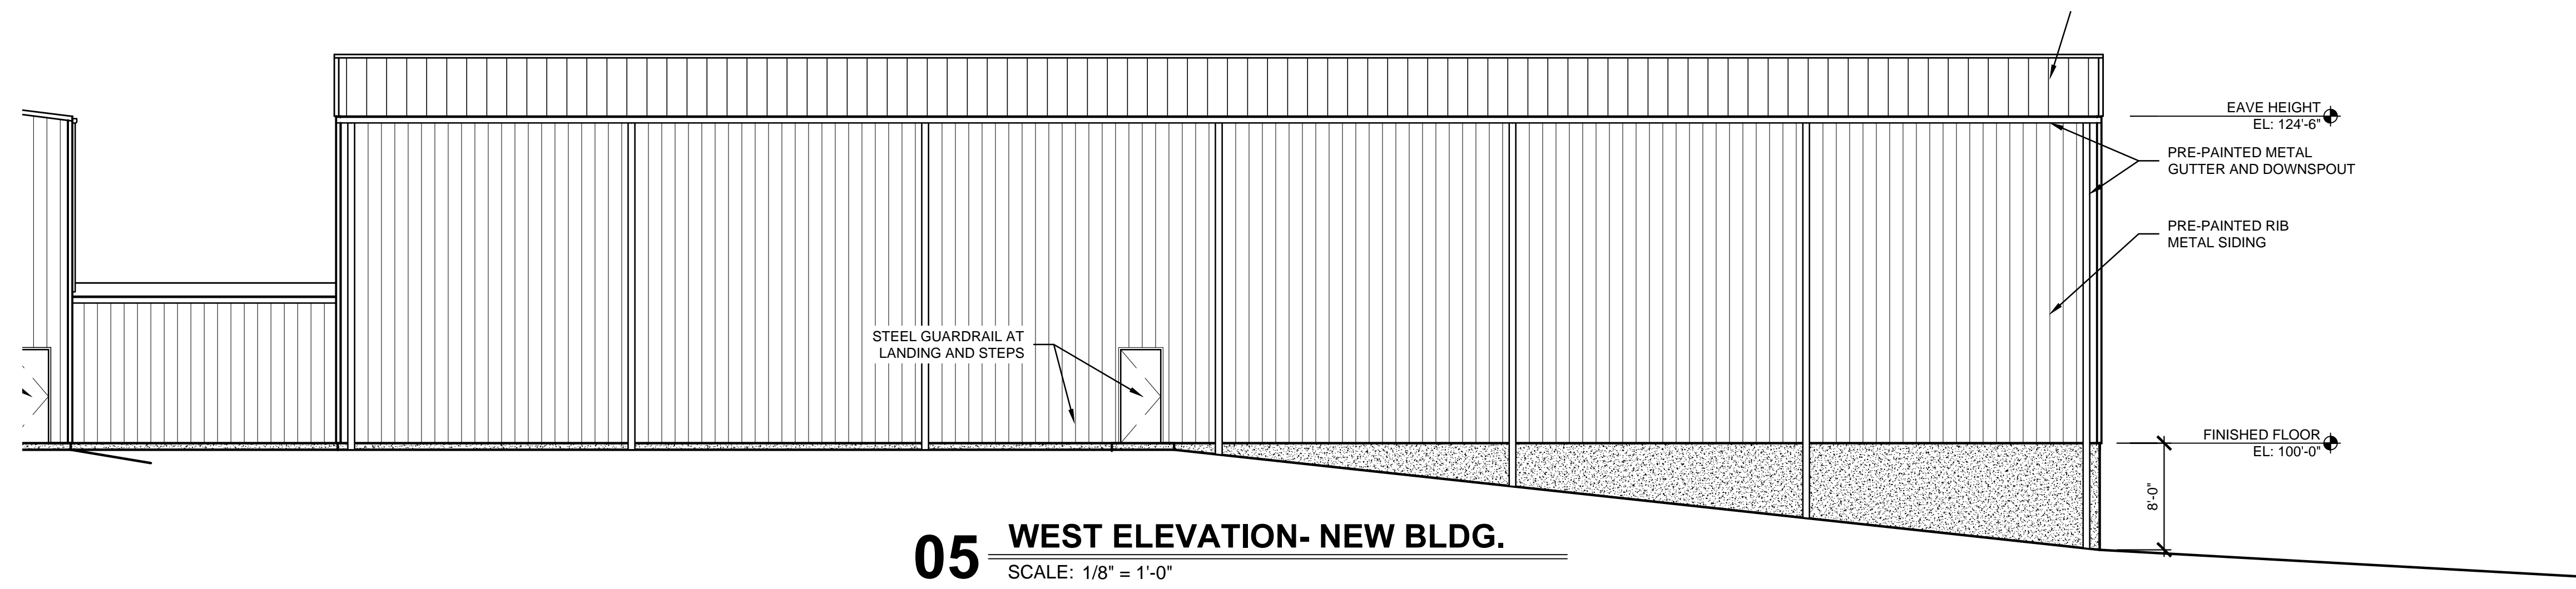 EAVE HEIGHT
EL: 124'-6"
PRE-PAINTED METAL
GUTTER AND DOWNSPOUT
PRE-PAINTED RIB
METAL SIDING
STEEL GUARDRAIL AT
LANDING AND STEPS
FINISHED FLOOR
EL: 100'-0"
8'-0"
05 WEST ELEVATION- NEW BLDG.
SCALE: 1/8" = 1'-0"